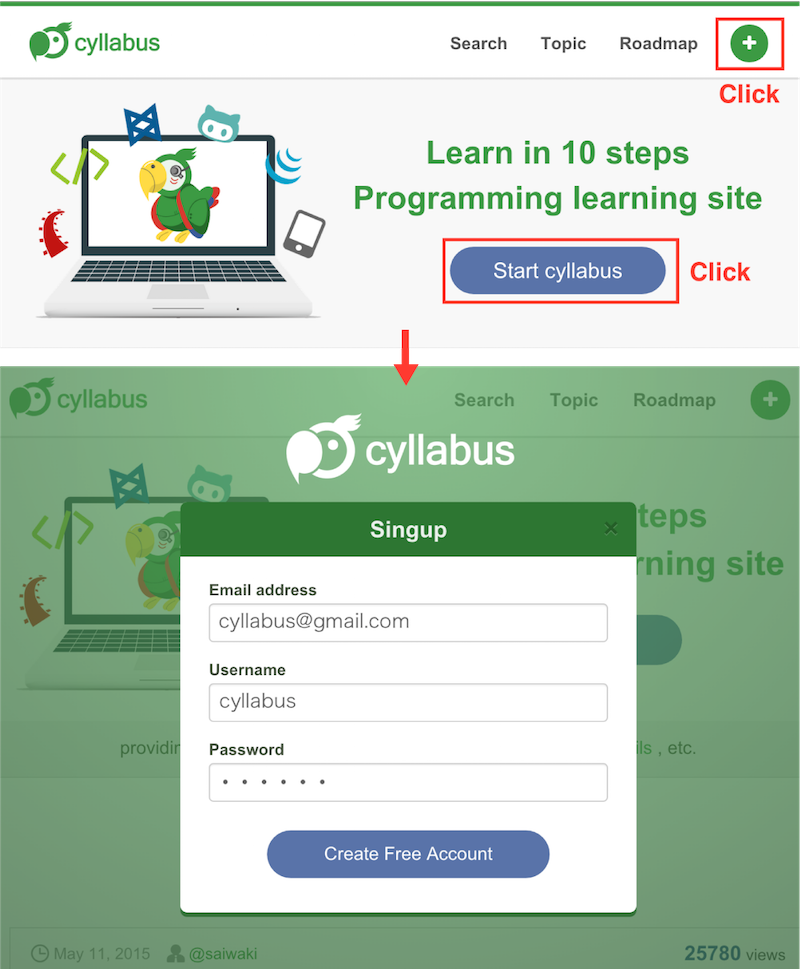 cyllabus
Search
Topic
Roadmap
Click
Learn in 10 steps
Programming learning site
Start cyllabus
Click
cyllabus
Search
Topic
Roadmap
cyllabus
teps
rning site
Singup
Email address
cyllabus@gmail.com
Username
cyllabus
Password
Create Free Account
providin
ils , etc.
May 11, 2015
@saiwaki
25780 views